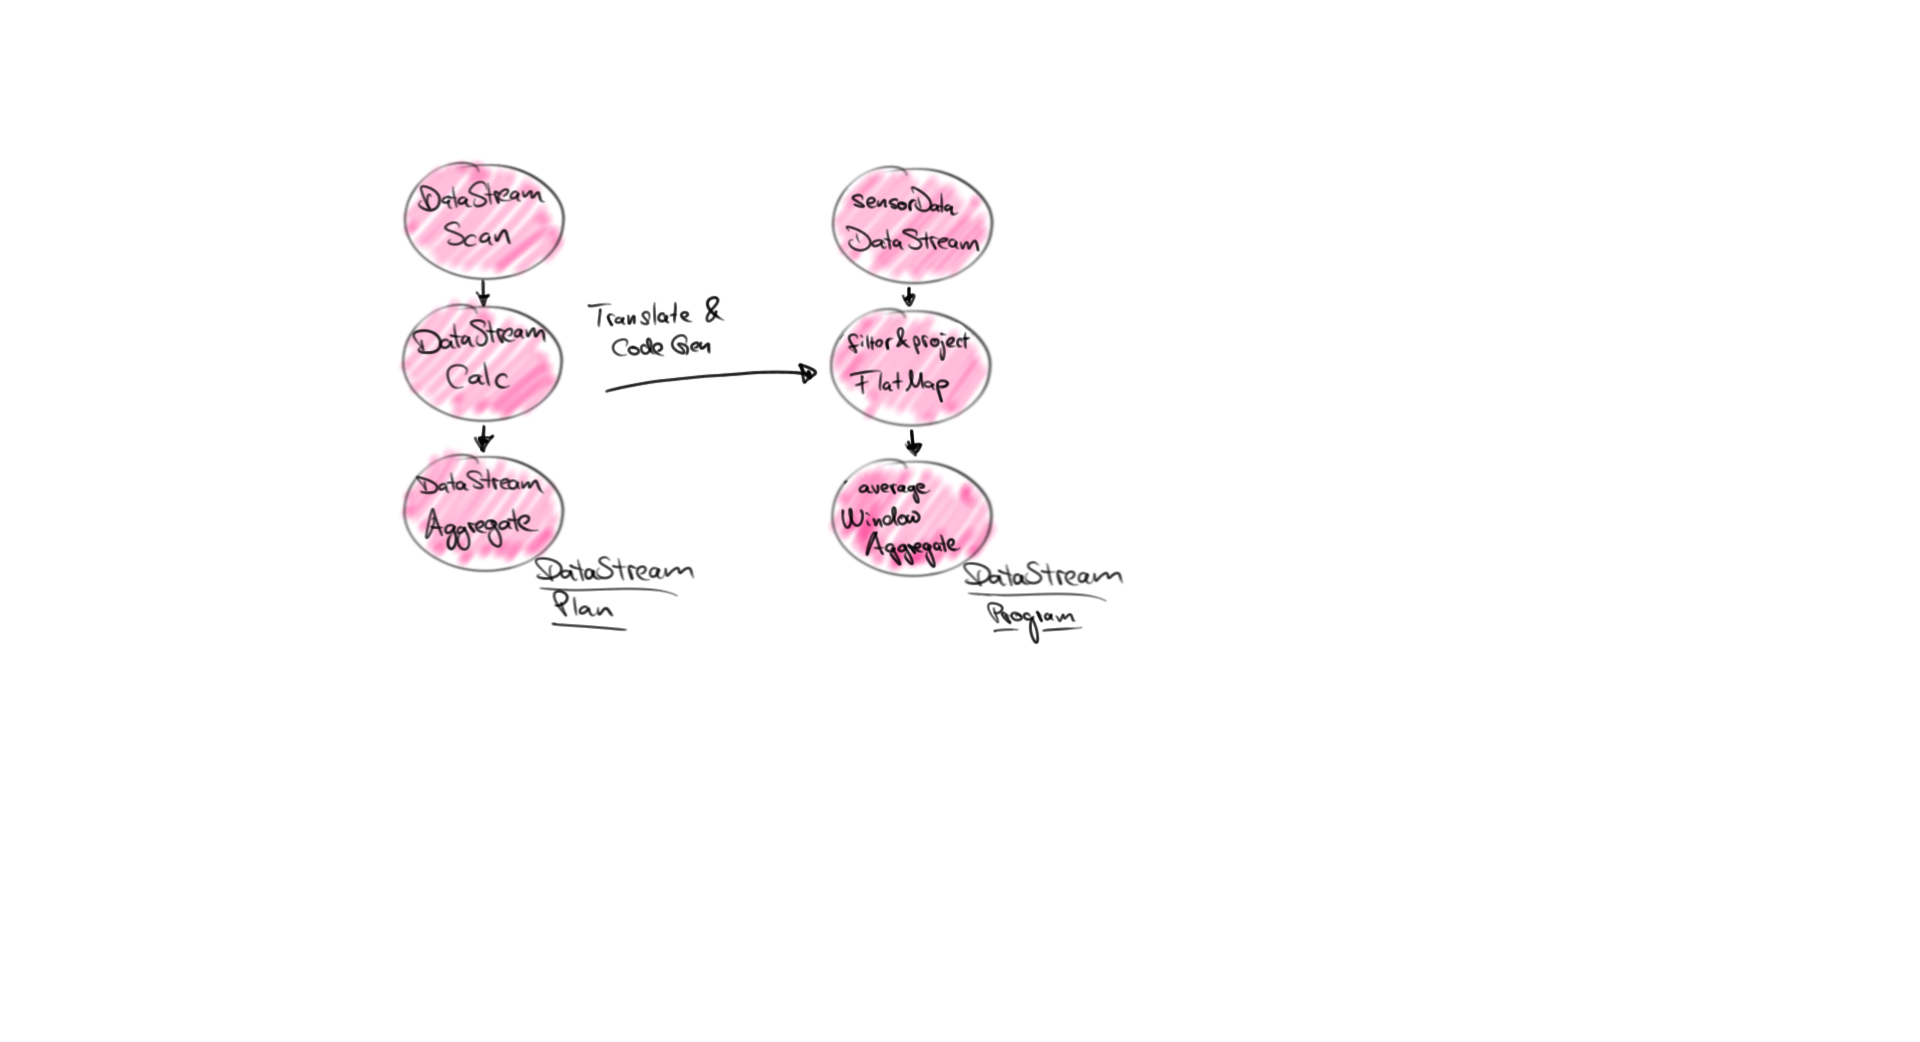 DataStream
Scan
DataStream
Calc
DataStream
Aggregate
DataStream
Plan
Translate &
Code Gen
sensorData
DataStream
filter & project
FlatMap
average
Window
Aggregate
DataStream
Program